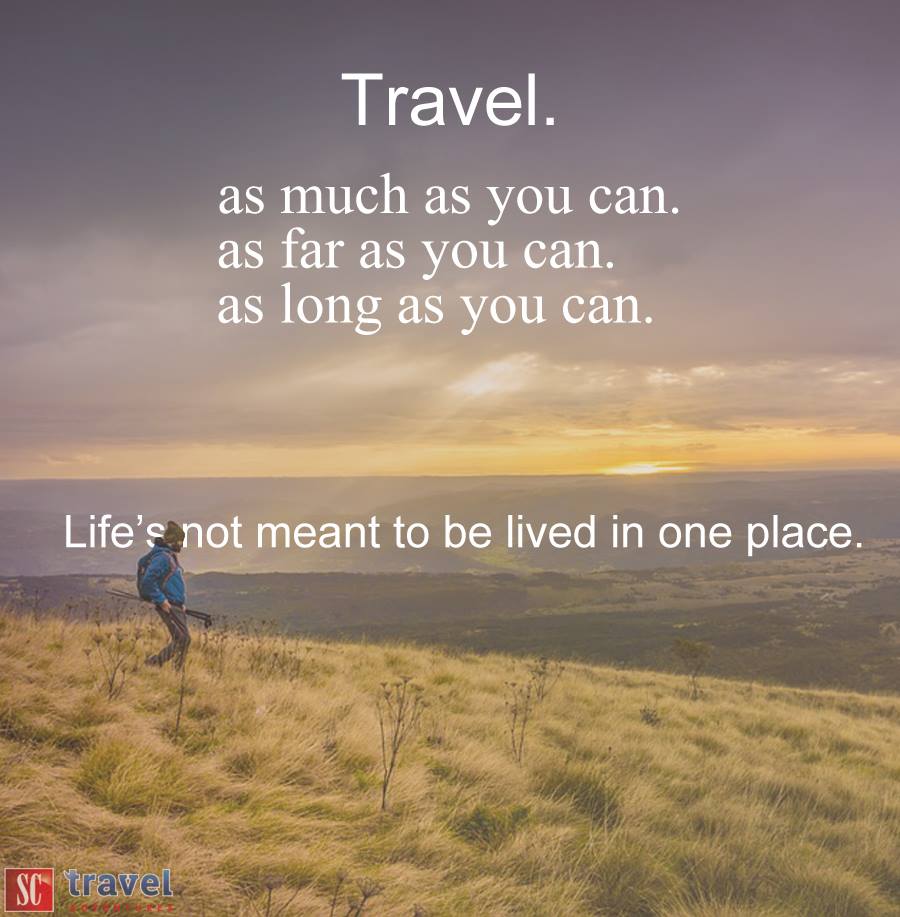 Travel.
as much as you can.
as far as you can.
as long as you can.
Life’s not meant to be lived in one place.
SC travel
ADVENTURES